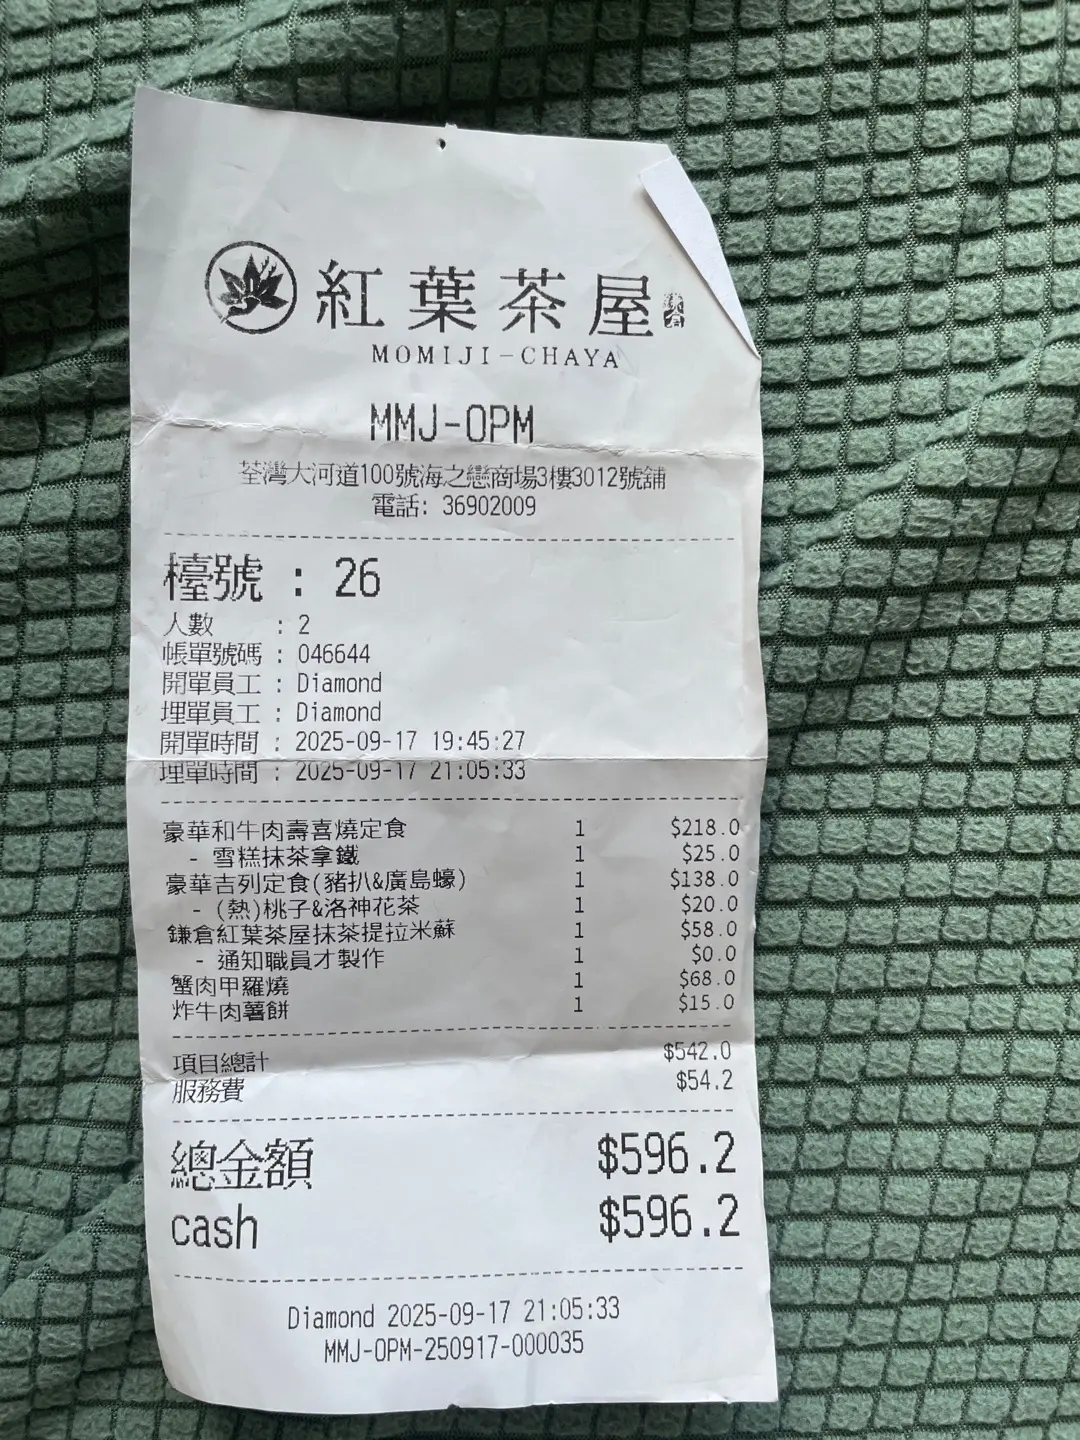 紅葉茶屋 鎌倉
MOMIJI-CHAYA
MMJ-OPM
荃灣大河道100號海之戀商場3樓3012號舖
電話: 36902009
檯號 : 26
人數 : 2
帳單號碼 : 046644
開單員工 : Diamond
埋單員工 : Diamond
開單時間 : 2025-09-17 19:45:27
埋單時間 : 2025-09-17 21:05:33
豪華和牛肉壽喜燒定食 1 $218.0
- 雪糕抹茶拿鐵 1 $25.0
豪華吉列定食(豬扒&廣島蠔) 1 $138.0
- (熱)桃子&洛神花茶 1 $20.0
鎌倉紅葉茶屋抹茶提拉米蘇 1 $58.0
- 通知職員才製作 1 $0.0
蟹肉甲羅燒 1 $68.0
炸牛肉薯餅 1 $15.0
項目總計 $542.0
服務費 $54.2
總金額 $596.2
cash $596.2
Diamond 2025-09-17 21:05:33
MMJ-OPM-250917-000035